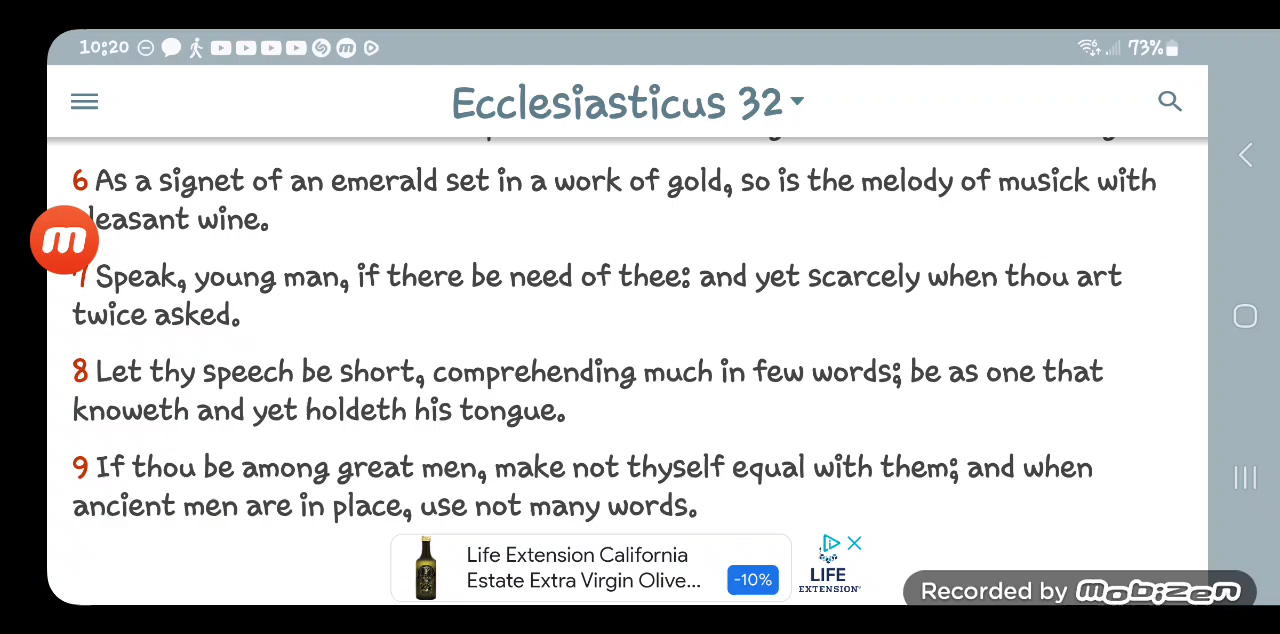 10:20 73%
Ecclesiasticus 32
6 As a signet of an emerald set in a work of gold, so is the melody of musick with
leasant wine.
7 Speak, young man, if there be need of thee: and yet scarcely when thou art
twice asked.
8 Let thy speech be short, comprehending much in few words; be as one that
knoweth and yet holdeth his tongue.
9 If thou be among great men, make not thyself equal with them; and when
ancient men are in place, use not many words.
Life Extension California
Estate Extra Virgin Olive...
-10%
LIFE
EXTENSION
Recorded by mobizen